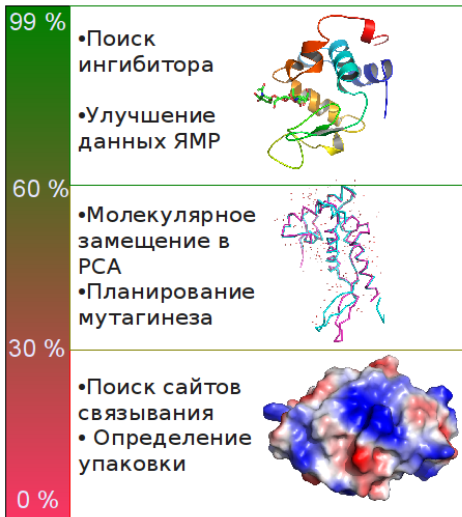 99 %
•Поиск
ингибитора
•Улучшение
данных ЯМР
60 %
•Молекулярное
замещение в
РСА
•Планирование
мутагинеза
30 %
•Поиск сайтов
связывания
• Определение
упаковки
0 %